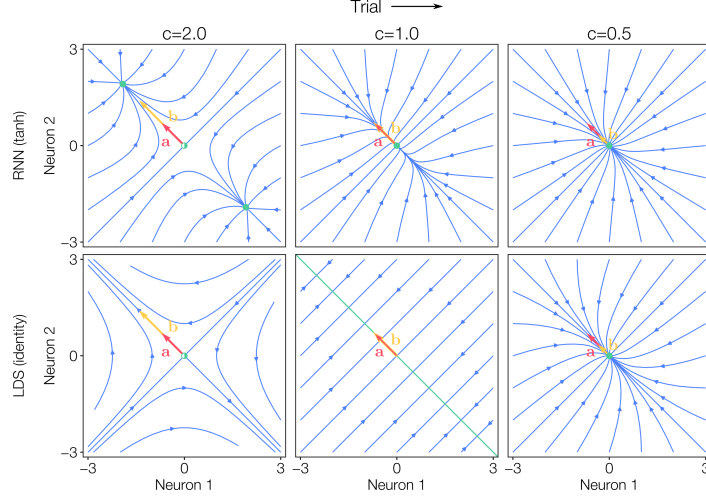 Trial
c=2.0 c=1.0 c=0.5
RNN (tanh)
Neuron 2
3
0
−3
a b
a b
a b
LDS (identity)
Neuron 2
3
0
−3
a b
a b
a b
−3 0 3 −3 0 3 −3 0 3
Neuron 1 Neuron 1 Neuron 1